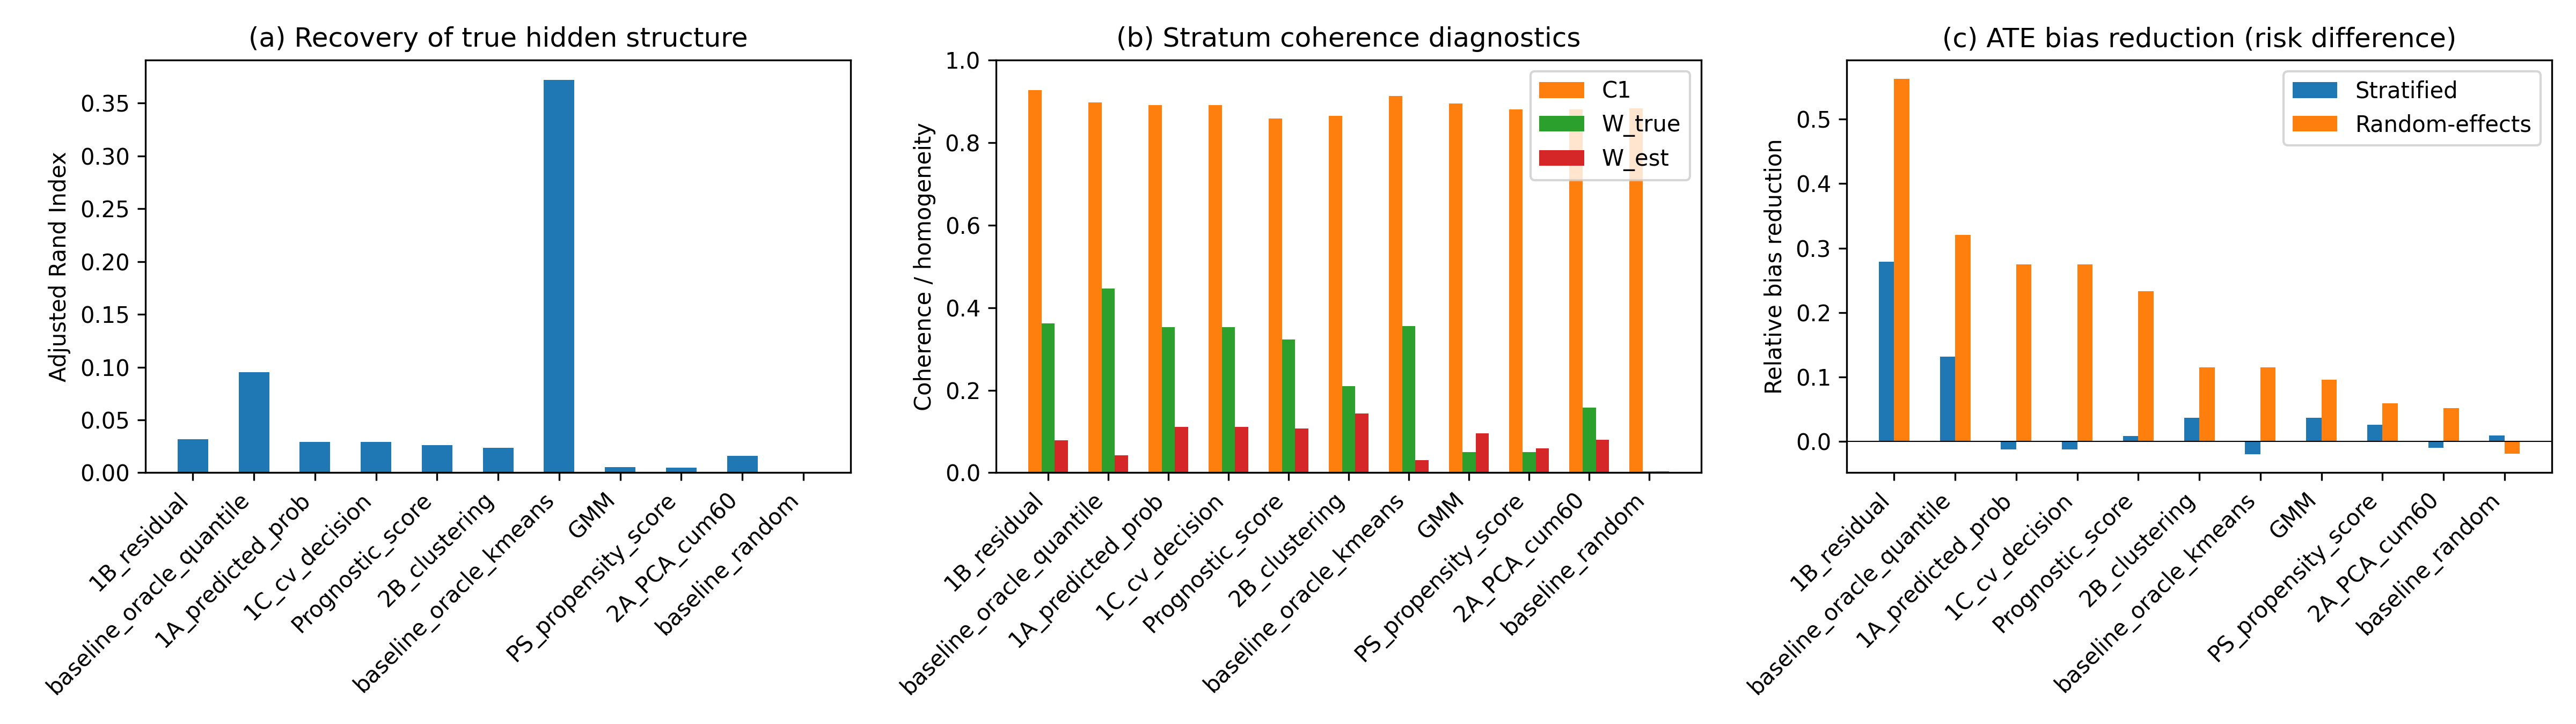 (a) Recovery of true hidden structure
Adjusted Rand Index
0.35
0.30
0.25
0.20
0.15
0.10
0.05
0.00
1B_residual
baseline_oracle_quantile
1A_predicted_prob
1C_cv_decision
Prognostic_score
2B_clustering
baseline_oracle_kmeans
GMM
PS_propensity_score
2A_PCA_cum60
baseline_random
(b) Stratum coherence diagnostics
Coherence / homogeneity
1.0
0.8
0.6
0.4
0.2
0.0
C1
W_true
W_est
1B_residual
baseline_oracle_quantile
1A_predicted_prob
1C_cv_decision
Prognostic_score
2B_clustering
baseline_oracle_kmeans
GMM
PS_propensity_score
2A_PCA_cum60
baseline_random
(c) ATE bias reduction (risk difference)
Relative bias reduction
0.5
0.4
0.3
0.2
0.1
0.0
Stratified
Random-effects
1B_residual
baseline_oracle_quantile
1A_predicted_prob
1C_cv_decision
Prognostic_score
2B_clustering
baseline_oracle_kmeans
GMM
PS_propensity_score
2A_PCA_cum60
baseline_random